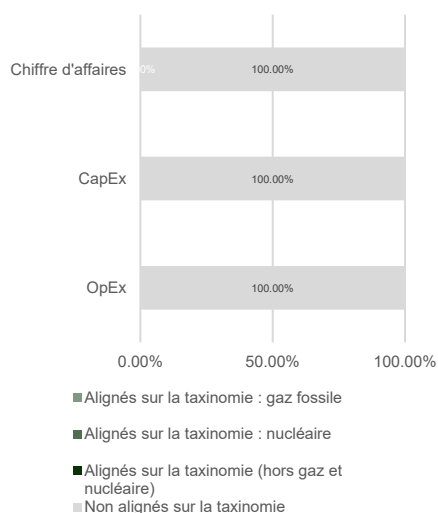 Chiffre d'affaires 0% 100.00%
CapEx 100.00%
OpEx 100.00%
0.00% 50.00% 100.00%
Alignés sur la taxinomie : gaz fossile
Alignés sur la taxinomie : nucléaire
Alignés sur la taxinomie (hors gaz et
nucléaire)
Non alignés sur la taxinomie